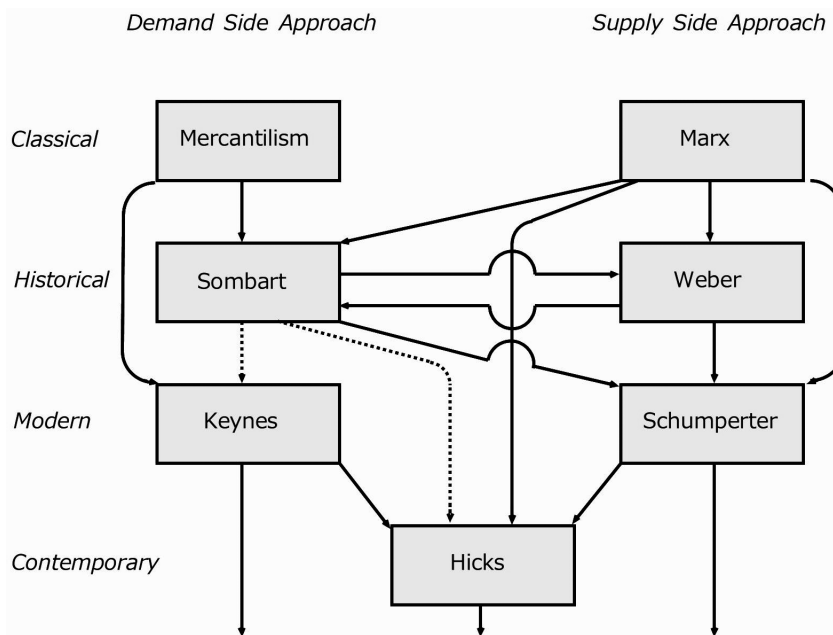 Demand Side Approach
Supply Side Approach
Classical
Mercantilism
Marx
Historical
Sombart
Weber
Modern
Keynes
Schumperter
Contemporary
Hicks